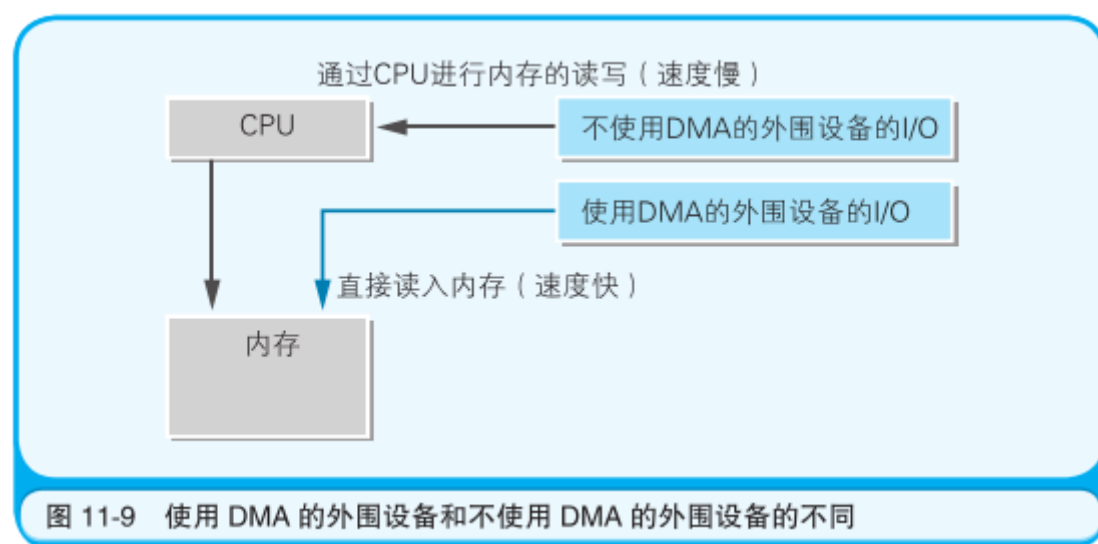 通过CPU进行内存的读写（速度慢）
CPU
不使用DMA的外围设备的I/O
使用DMA的外围设备的I/O
直接读入内存（速度快）
内存
图 11-9 使用 DMA 的外围设备和不使用 DMA 的外围设备的不同